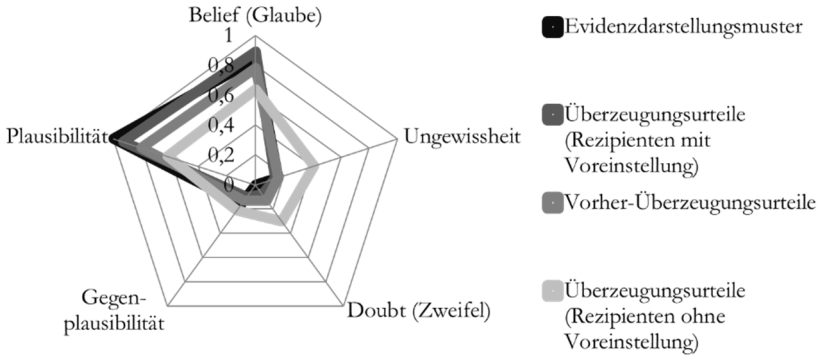 Belief (Glaube)
1
0,8
0,6
0,4
0,2
0
Plausibilität
Ungewissheit
Gegen-
plausibilität
Doubt (Zweifel)
Evidenzdarstellungsmuster
Überzeugungsurteile
(Rezipienten mit
Voreinstellung)
Vorher-Überzeugungsurteile
Überzeugungsurteile
(Rezipienten ohne
Voreinstellung)